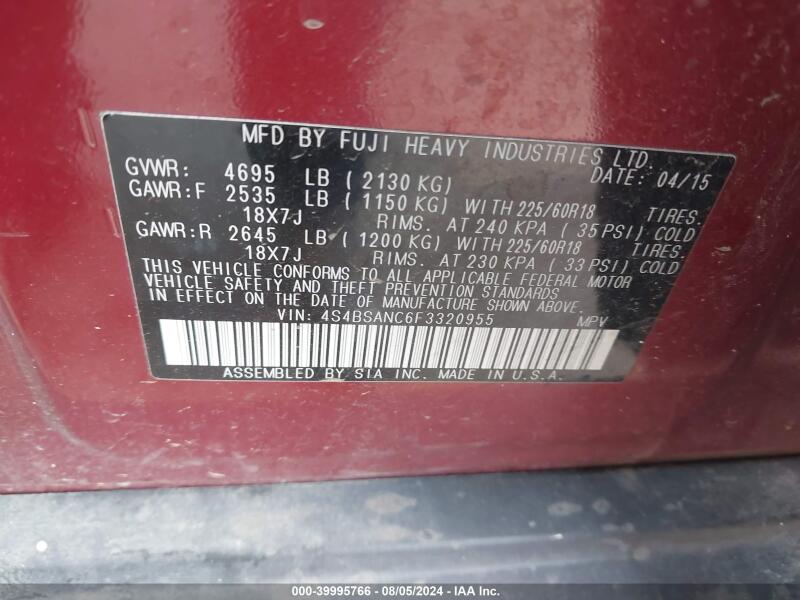 MFD BY FUJI HEAVY INDUSTRIES LTD.
GVWR: 4695 LB ( 2130 KG) DATE: 04/15
GAWR: F 2535 LB ( 1150 KG) WITH 225/60R18 TIRES.
18X7J RIMS. AT 240 KPA ( 35 PSI) COLD
GAWR: R 2645 LB ( 1200 KG) WITH 225/60R18 TIRES.
18X7J RIMS. AT 230 KPA ( 33 PSI) COLD
THIS VEHICLE CONFORMS TO ALL APPLICABLE FEDERAL MOTOR
VEHICLE SAFETY AND THEFT PREVENTION STANDARDS
IN EFFECT ON THE DATE OF MANUFACTURE SHOWN ABOVE.
VIN: 4S4BSANC6F3320955 MPV
ASSEMBLED BY SIA INC. MADE IN U.S.A.
000-39995766 - 08/05/2024 - IAA Inc.